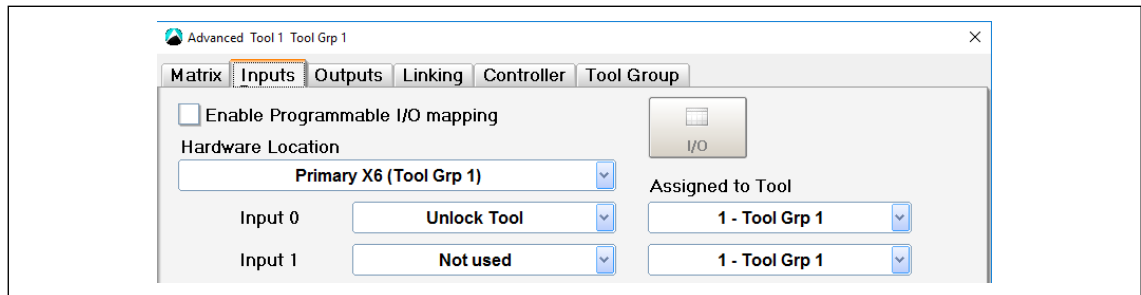 Advanced Tool 1 Tool Grp 1
Matrix Inputs Outputs Linking Controller Tool Group
Enable Programmable I/O mapping
I/O
Hardware Location
Primary X6 (Tool Grp 1)
Assigned to Tool
Input 0 Unlock Tool 1 - Tool Grp 1
Input 1 Not used 1 - Tool Grp 1